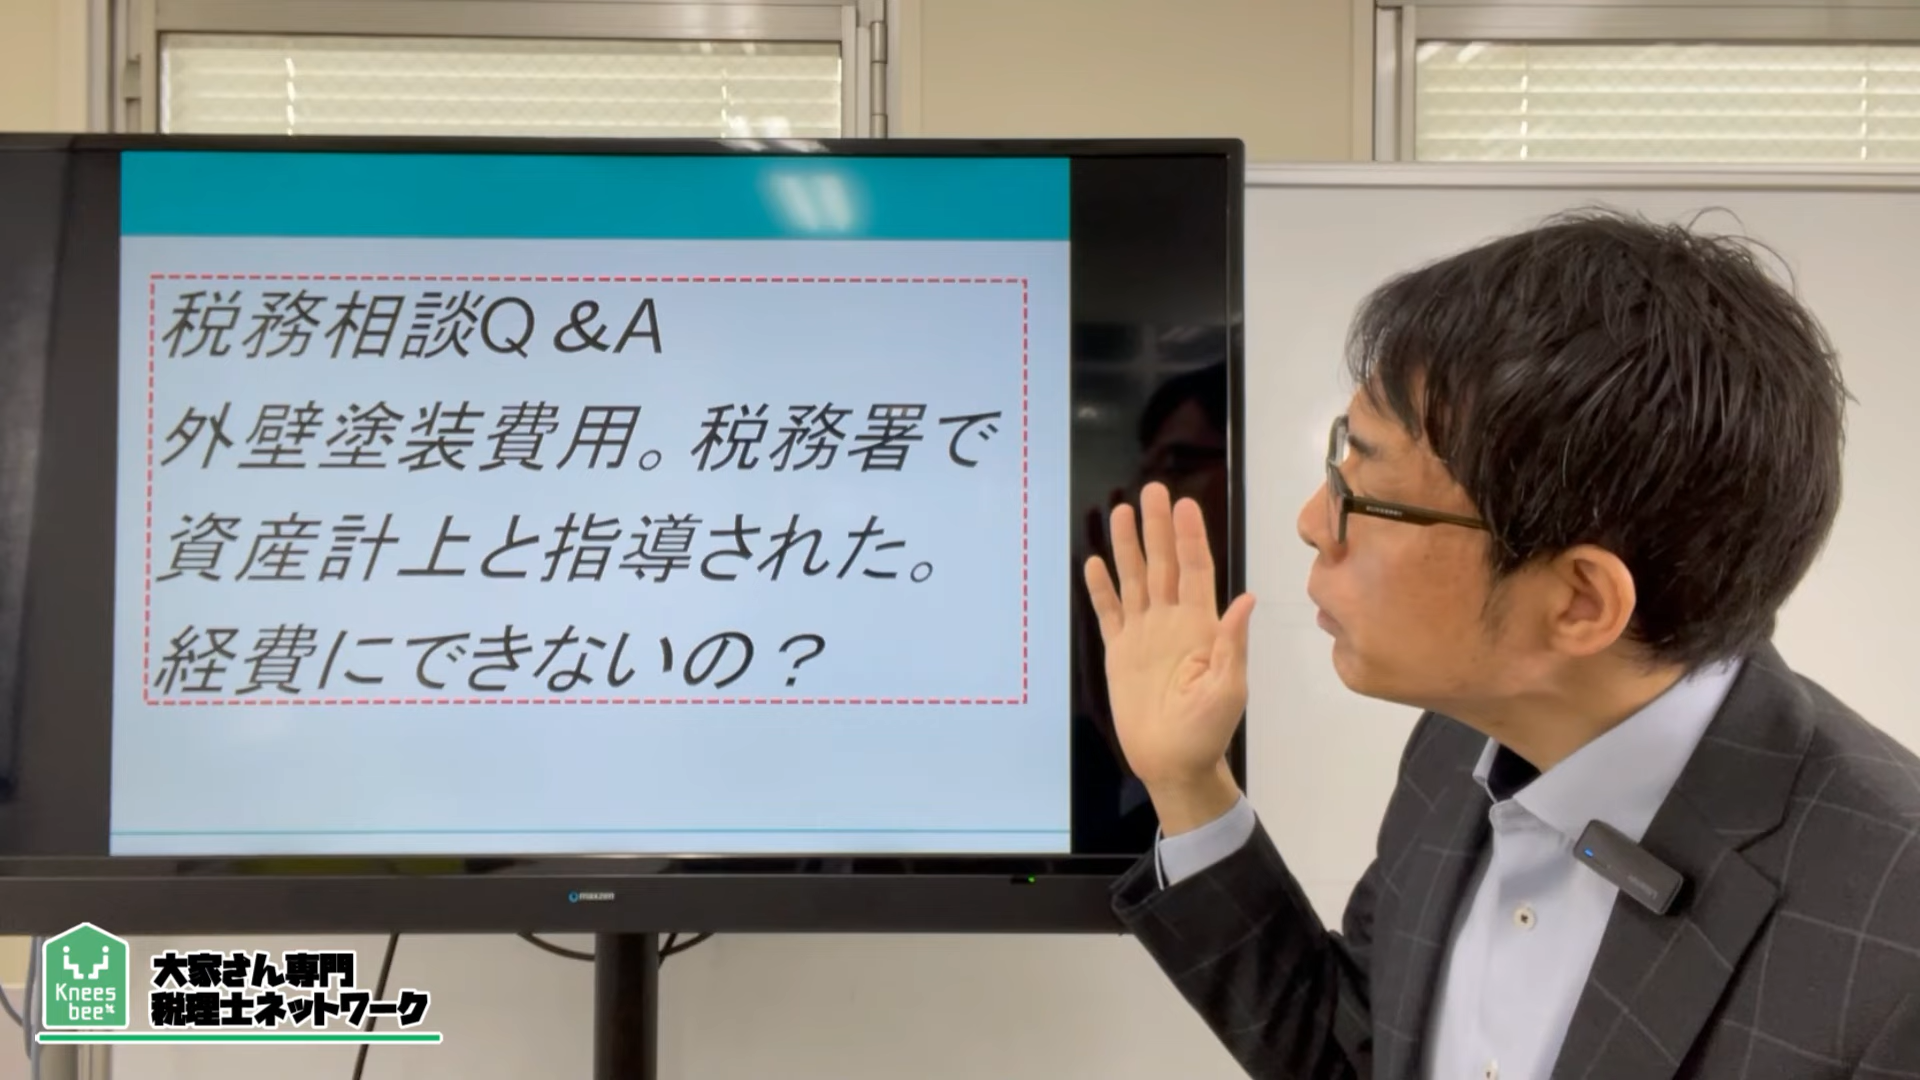 税務相談Q&A
外壁塗装費用。税務署で
資産計上と指導された。
経費にできないの？
maxzen
Knees
bee
大家さん専門
税理士ネットワーク